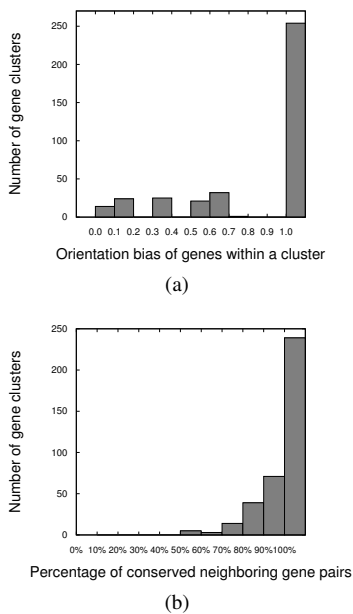 Number of gene clusters
250
200
150
100
50
0
0.0 0.1 0.2 0.3 0.4 0.5 0.6 0.7 0.8 0.9 1.0
Orientation bias of genes within a cluster
(a)
Number of gene clusters
250
200
150
100
50
0
0% 10% 20% 30% 40% 50% 60% 70% 80% 90%100%
Percentage of conserved neighboring gene pairs
(b)